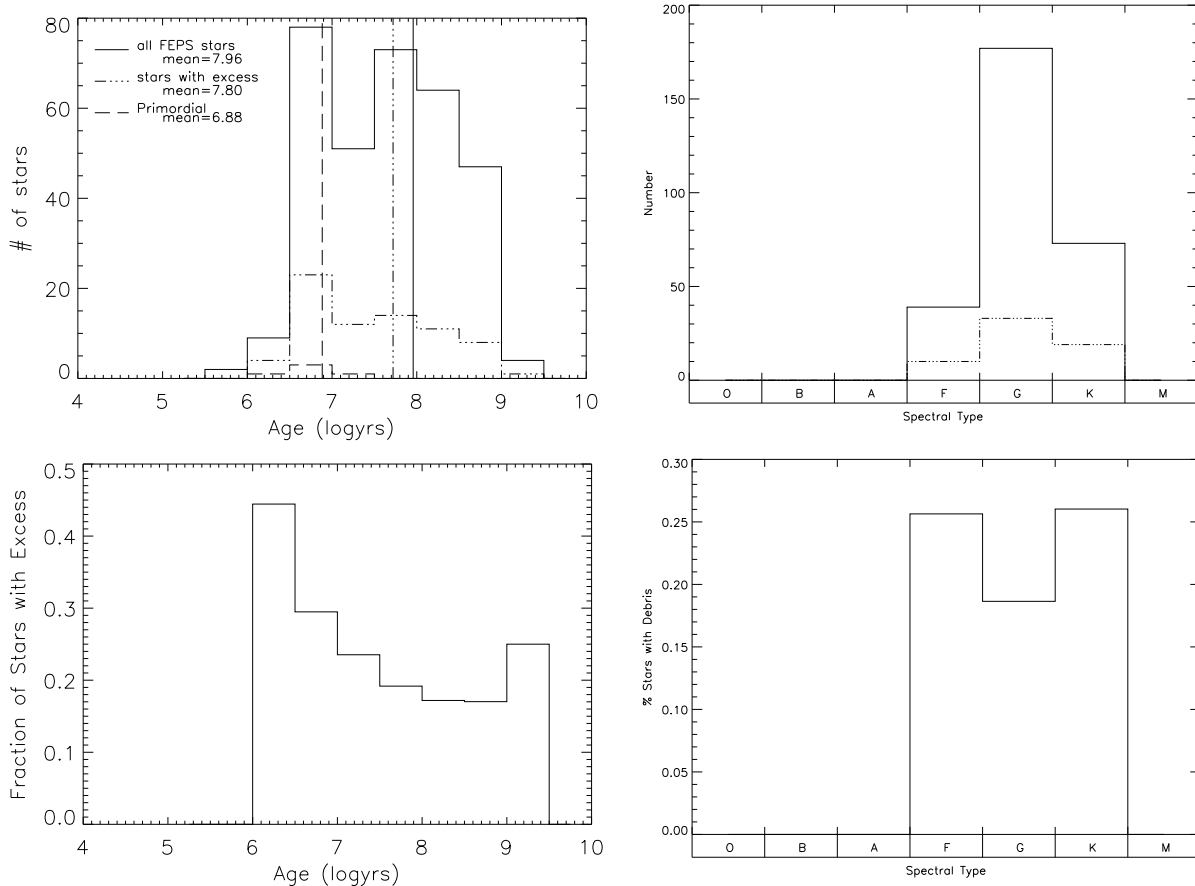 80
60
40
20
0
# of stars
all FEPS stars
mean=7.96
stars with excess
mean=7.80
Primordial
mean=6.88
4 5 6 7 8 9 10
Age (logyrs)
200
150
100
50
0
Number
O B A F G K M
Spectral Type
0.5
0.4
0.3
0.2
0.1
0.0
Fraction of Stars with Excess
4 5 6 7 8 9 10
Age (logyrs)
0.30
0.25
0.20
0.15
0.10
0.05
0.00
% Stars with Debris
O B A F G K M
Spectral Type